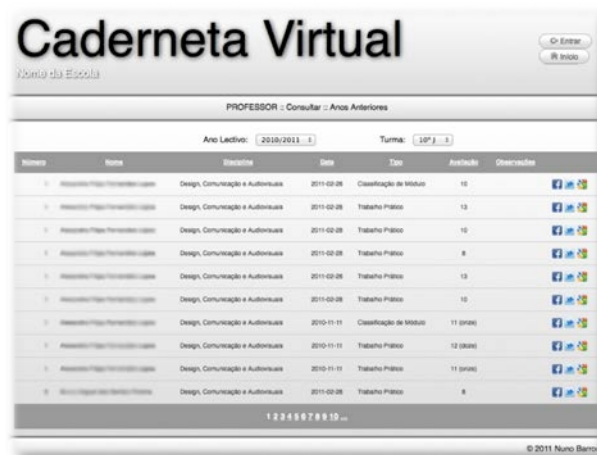 Caderneta Virtual
Nome da Escola
Entrar
Início
PROFESSOR :: Consultar :: Anos Anteriores
Ano Lectivo: 2010/2011 Turma: 10º J
Número Nome Disciplina Data Tipo Avaliação Observações
Design, Comunicação e Audiovisuais 2011-02-28 Classificação de Módulo 10
Design, Comunicação e Audiovisuais 2011-02-28 Trabalho Prático 13
Design, Comunicação e Audiovisuais 2011-02-28 Trabalho Prático 10
Design, Comunicação e Audiovisuais 2011-02-28 Trabalho Prático 8
Design, Comunicação e Audiovisuais 2011-02-28 Trabalho Prático 13
Design, Comunicação e Audiovisuais 2011-02-28 Trabalho Prático 10
Design, Comunicação e Audiovisuais 2010-11-11 Classificação de Módulo 11 (onze)
Design, Comunicação e Audiovisuais 2010-11-11 Trabalho Prático 12 (doze)
Design, Comunicação e Audiovisuais 2010-11-11 Trabalho Prático 11 (onze)
Design, Comunicação e Audiovisuais 2011-02-28 Trabalho Prático 8
1 2 3 4 5 6 7 8 9 10 ...
© 2011 Nuno Barro